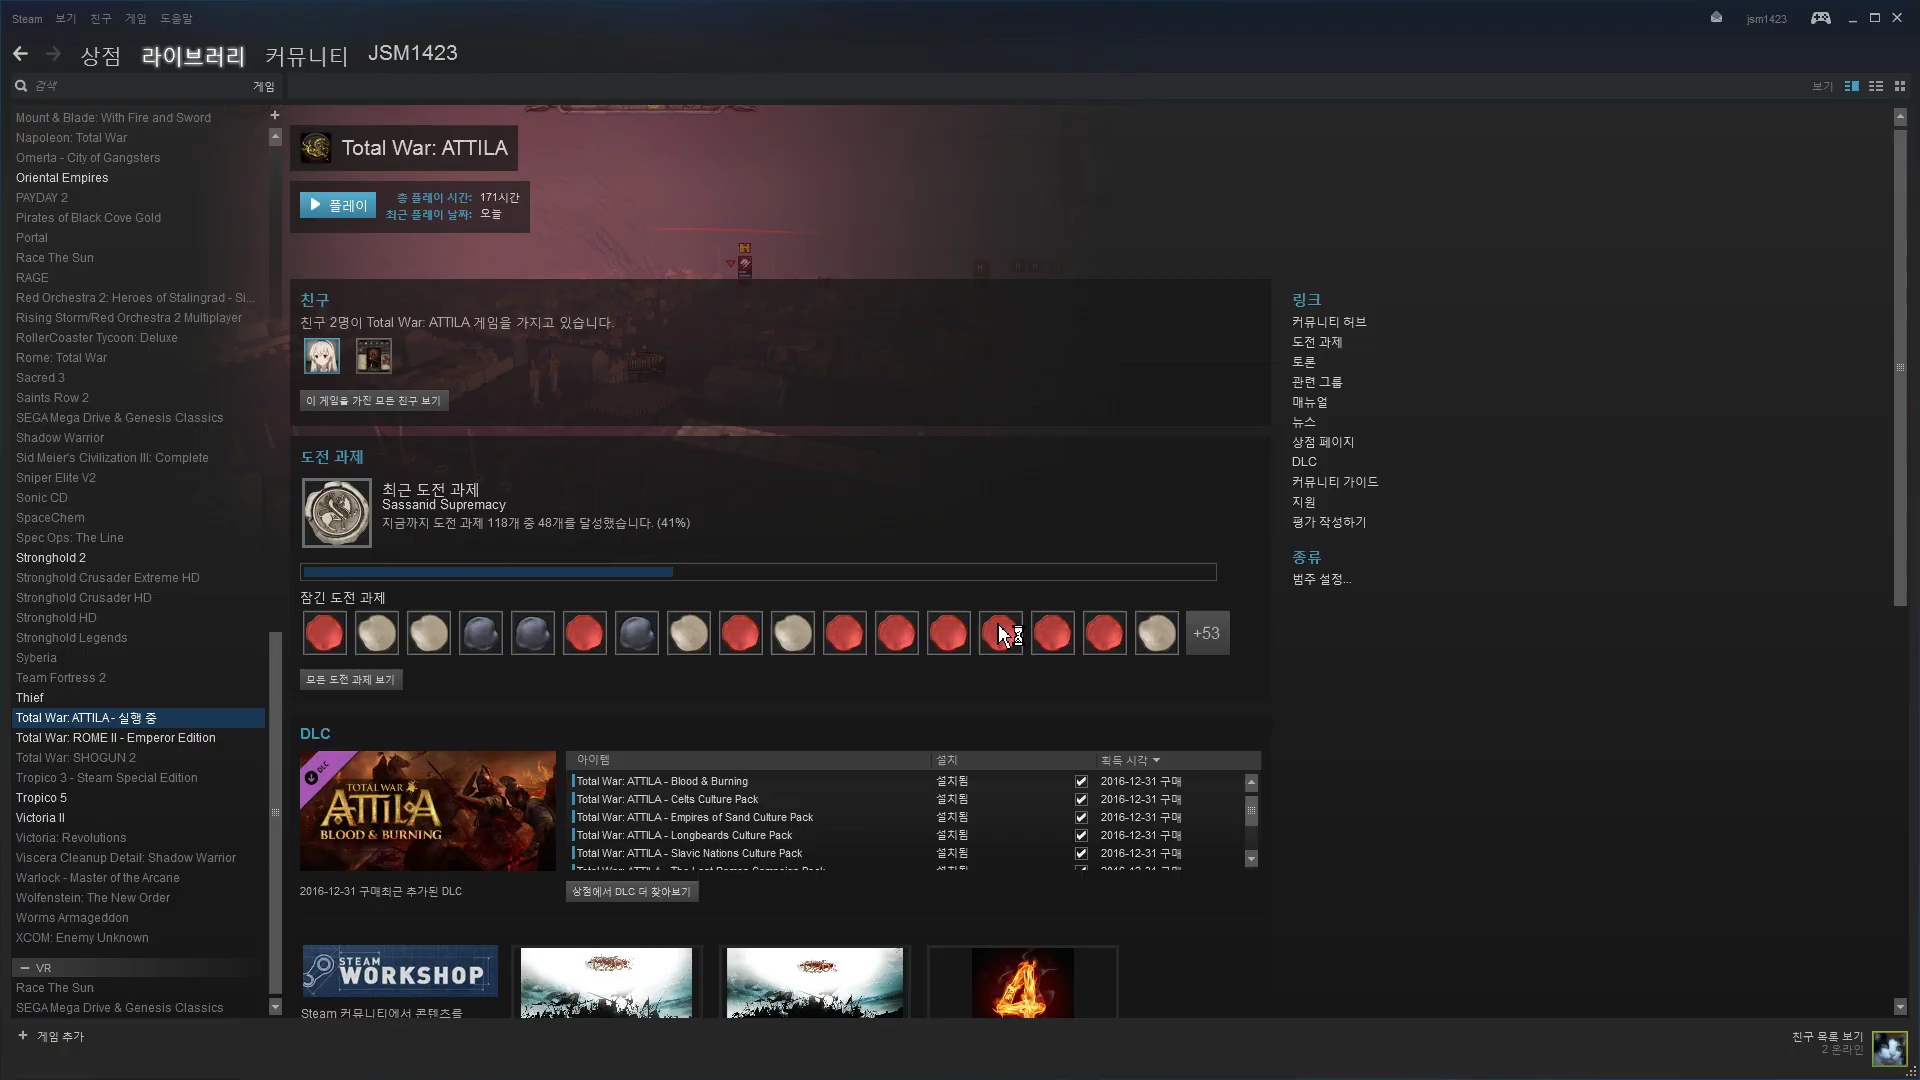 Steam 보기 친구 게임 도움말
jsm1423
상점 라이브러리 커뮤니티 JSM1423
검색 게임
보기
Mount & Blade: With Fire and Sword
Napoleon: Total War
Omerta - City of Gangsters
Oriental Empires
PAYDAY 2
Pirates of Black Cove Gold
Portal
Race The Sun
RAGE
Red Orchestra 2: Heroes of Stalingrad - Si...
Rising Storm/Red Orchestra 2 Multiplayer
RollerCoaster Tycoon: Deluxe
Rome: Total War
Sacred 3
Saints Row 2
SEGA Mega Drive & Genesis Classics
Shadow Warrior
Sid Meier's Civilization III: Complete
Sniper Elite V2
Sonic CD
SpaceChem
Spec Ops: The Line
Stronghold 2
Stronghold Crusader Extreme HD
Stronghold Crusader HD
Stronghold HD
Stronghold Legends
Syberia
Team Fortress 2
Thief
Total War: ATTILA - 실행 중
Total War: ROME II - Emperor Edition
Total War: SHOGUN 2
Tropico 3 - Steam Special Edition
Tropico 5
Victoria II
Victoria: Revolutions
Viscera Cleanup Detail: Shadow Warrior
Warlock - Master of the Arcane
Wolfenstein: The New Order
Worms Armageddon
XCOM: Enemy Unknown
VR
Race The Sun
SEGA Mega Drive & Genesis Classics
게임 추가
Total War: ATTILA
플레이
총 플레이 시간: 171시간
최근 플레이 날짜: 오늘
친구
친구 2명이 Total War: ATTILA 게임을 가지고 있습니다.
이 게임을 가진 모든 친구 보기
도전 과제
최근 도전 과제
Sassanid Supremacy
지금까지 도전 과제 118개 중 48개를 달성했습니다. (41%)
잠긴 도전 과제
+53
모든 도전 과제 보기
DLC
DLC
TOTAL WAR
ATTILA
BLOOD & BURNING
2016-12-31 구매최근 추가된 DLC
아이템 설치 획득 시각
Total War: ATTILA - Blood & Burning 설치됨 2016-12-31 구매
Total War: ATTILA - Celts Culture Pack 설치됨 2016-12-31 구매
Total War: ATTILA - Empires of Sand Culture Pack 설치됨 2016-12-31 구매
Total War: ATTILA - Longbeards Culture Pack 설치됨 2016-12-31 구매
Total War: ATTILA - Slavic Nations Culture Pack 설치됨 2016-12-31 구매
상점에서 DLC 더 찾아보기
STEAM
WORKSHOP
Steam 커뮤니티에서 콘텐츠를
4
링크
커뮤니티 허브
도전 과제
토론
관련 그룹
매뉴얼
뉴스
상점 페이지
DLC
커뮤니티 가이드
지원
평가 작성하기
종류
범주 설정...
친구 목록 보기
2 온라인